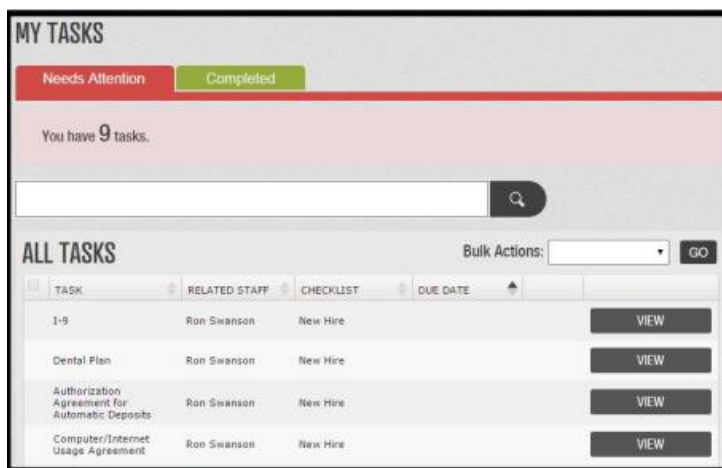 MY TASKS
Needs Attention Completed
You have 9 tasks.
ALL TASKS Bulk Actions: GO
TASK RELATED STAFF CHECKLIST DUE DATE
I-9 Ron Swanson New Hire VIEW
Dental Plan Ron Swanson New Hire VIEW
Authorization
Agreement for
Automatic Deposits Ron Swanson New Hire VIEW
Computer/Internet
Usage Agreement Ron Swanson New Hire VIEW